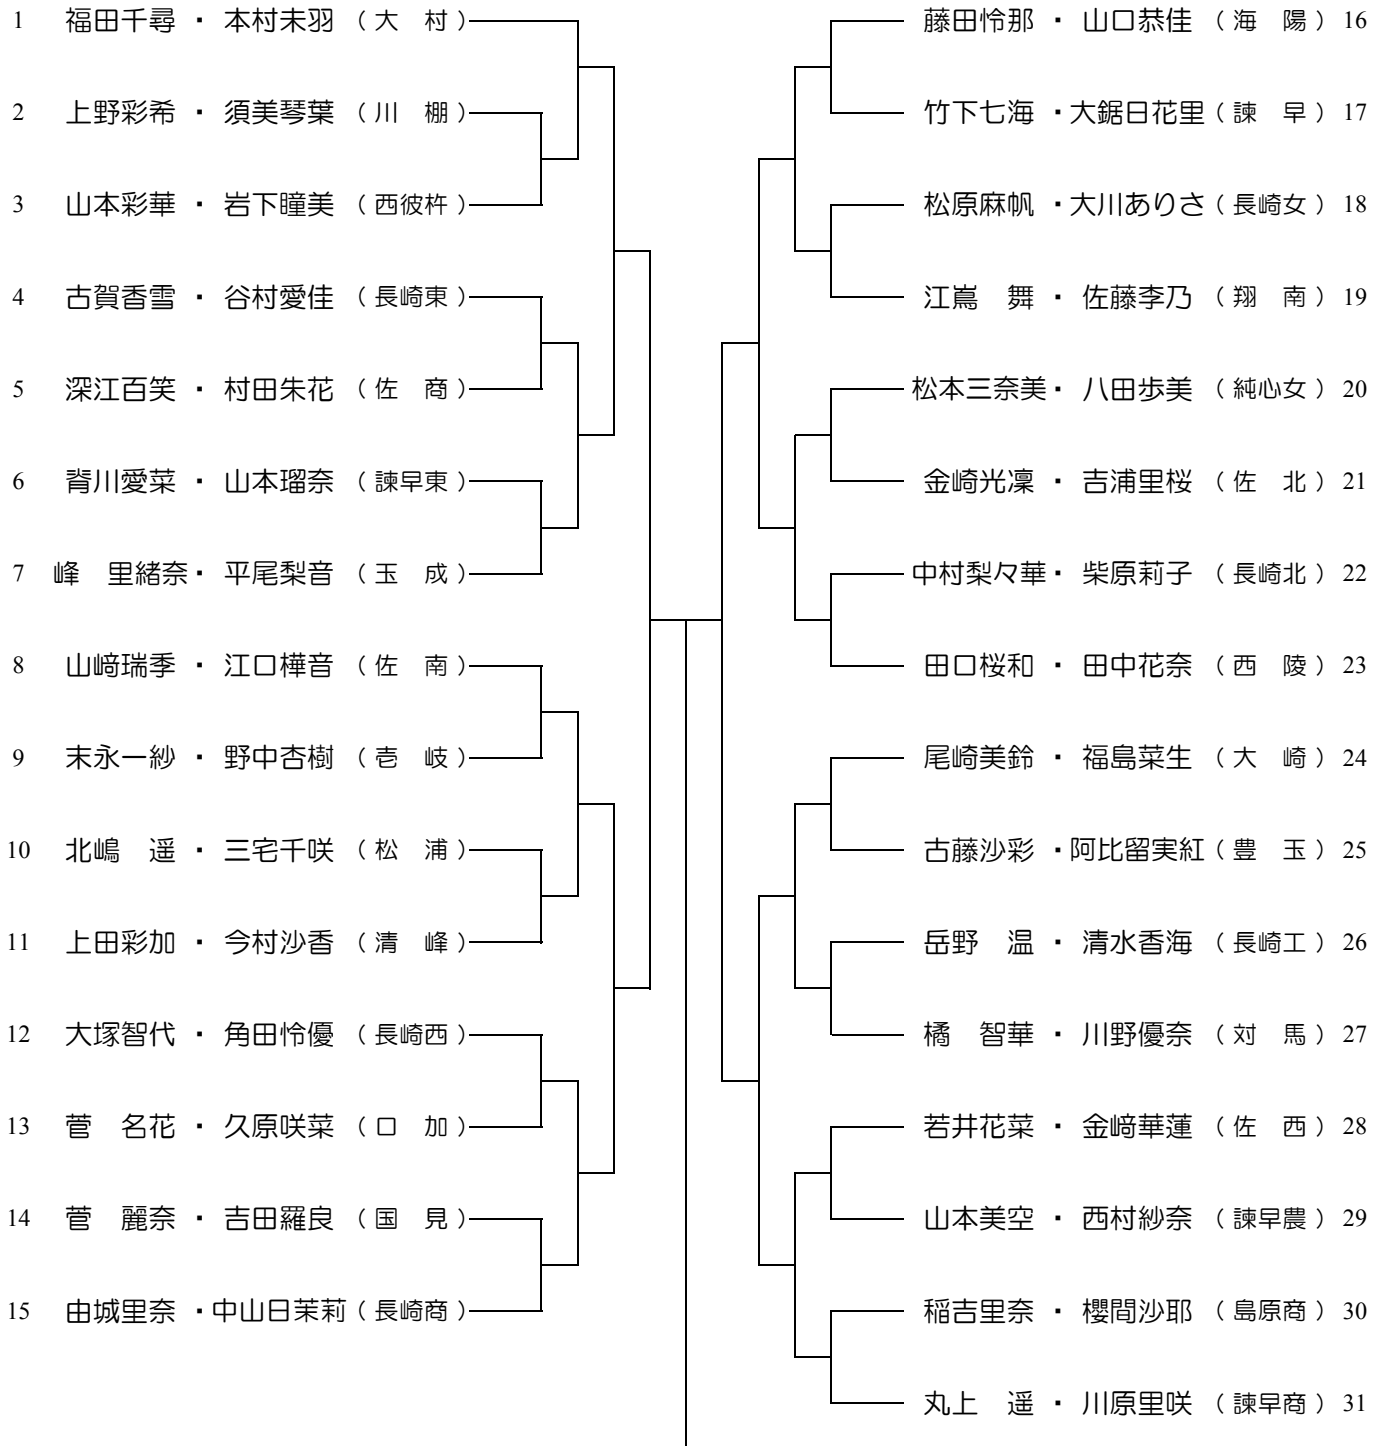 1 福田千尋 ・ 本村未羽 （ 大　村 ）
2 上野彩希 ・ 須美琴葉 （ 川　棚 ）
3 山本彩華 ・ 岩下瞳美 （ 西彼杵 ）
4 古賀香雪 ・ 谷村愛佳 （ 長崎東 ）
5 深江百笑 ・ 村田朱花 （ 佐　商 ）
6 脊川愛菜 ・ 山本瑠奈 （ 諫早東 ）
7 峰　里緒奈・ 平尾梨音 （ 玉　成 ）
8 山﨑瑞季 ・ 江口樺音 （ 佐　南 ）
9 末永一紗 ・ 野中杏樹 （ 壱　岐 ）
10 北嶋　遥 ・ 三宅千咲 （ 松　浦 ）
11 上田彩加 ・ 今村沙香 （ 清　峰 ）
12 大塚智代 ・ 角田怜優 （ 長崎西 ）
13 菅　名花 ・ 久原咲菜 （ 口　加 ）
14 菅　麗奈 ・ 吉田羅良 （ 国　見 ）
15 由城里奈 ・中山日茉莉（ 長崎商 ）
藤田怜那 ・ 山口恭佳 （ 海　陽 ） 16
竹下七海 ・大鋸日花里（ 諫　早 ） 17
松原麻帆 ・大川ありさ（ 長崎女 ） 18
江嶌　舞 ・ 佐藤李乃 （ 翔　南 ） 19
松本三奈美・ 八田歩美 （ 純心女 ） 20
金崎光凜 ・ 吉浦里桜 （ 佐　北 ） 21
中村梨々華・ 柴原莉子 （ 長崎北 ） 22
田口桜和 ・ 田中花奈 （ 西　陵 ） 23
尾崎美鈴 ・ 福島菜生 （ 大　崎 ） 24
古藤沙彩 ・阿比留実紅（ 豊　玉 ） 25
岳野　温 ・ 清水香海 （ 長崎工 ） 26
橘　智華 ・ 川野優奈 （ 対　馬 ） 27
若井花菜 ・ 金﨑華蓮 （ 佐　西 ） 28
山本美空 ・ 西村紗奈 （ 諫早農 ） 29
稲吉里奈 ・ 櫻間沙耶 （ 島原商 ） 30
丸上　遥 ・ 川原里咲 （ 諫早商 ） 31